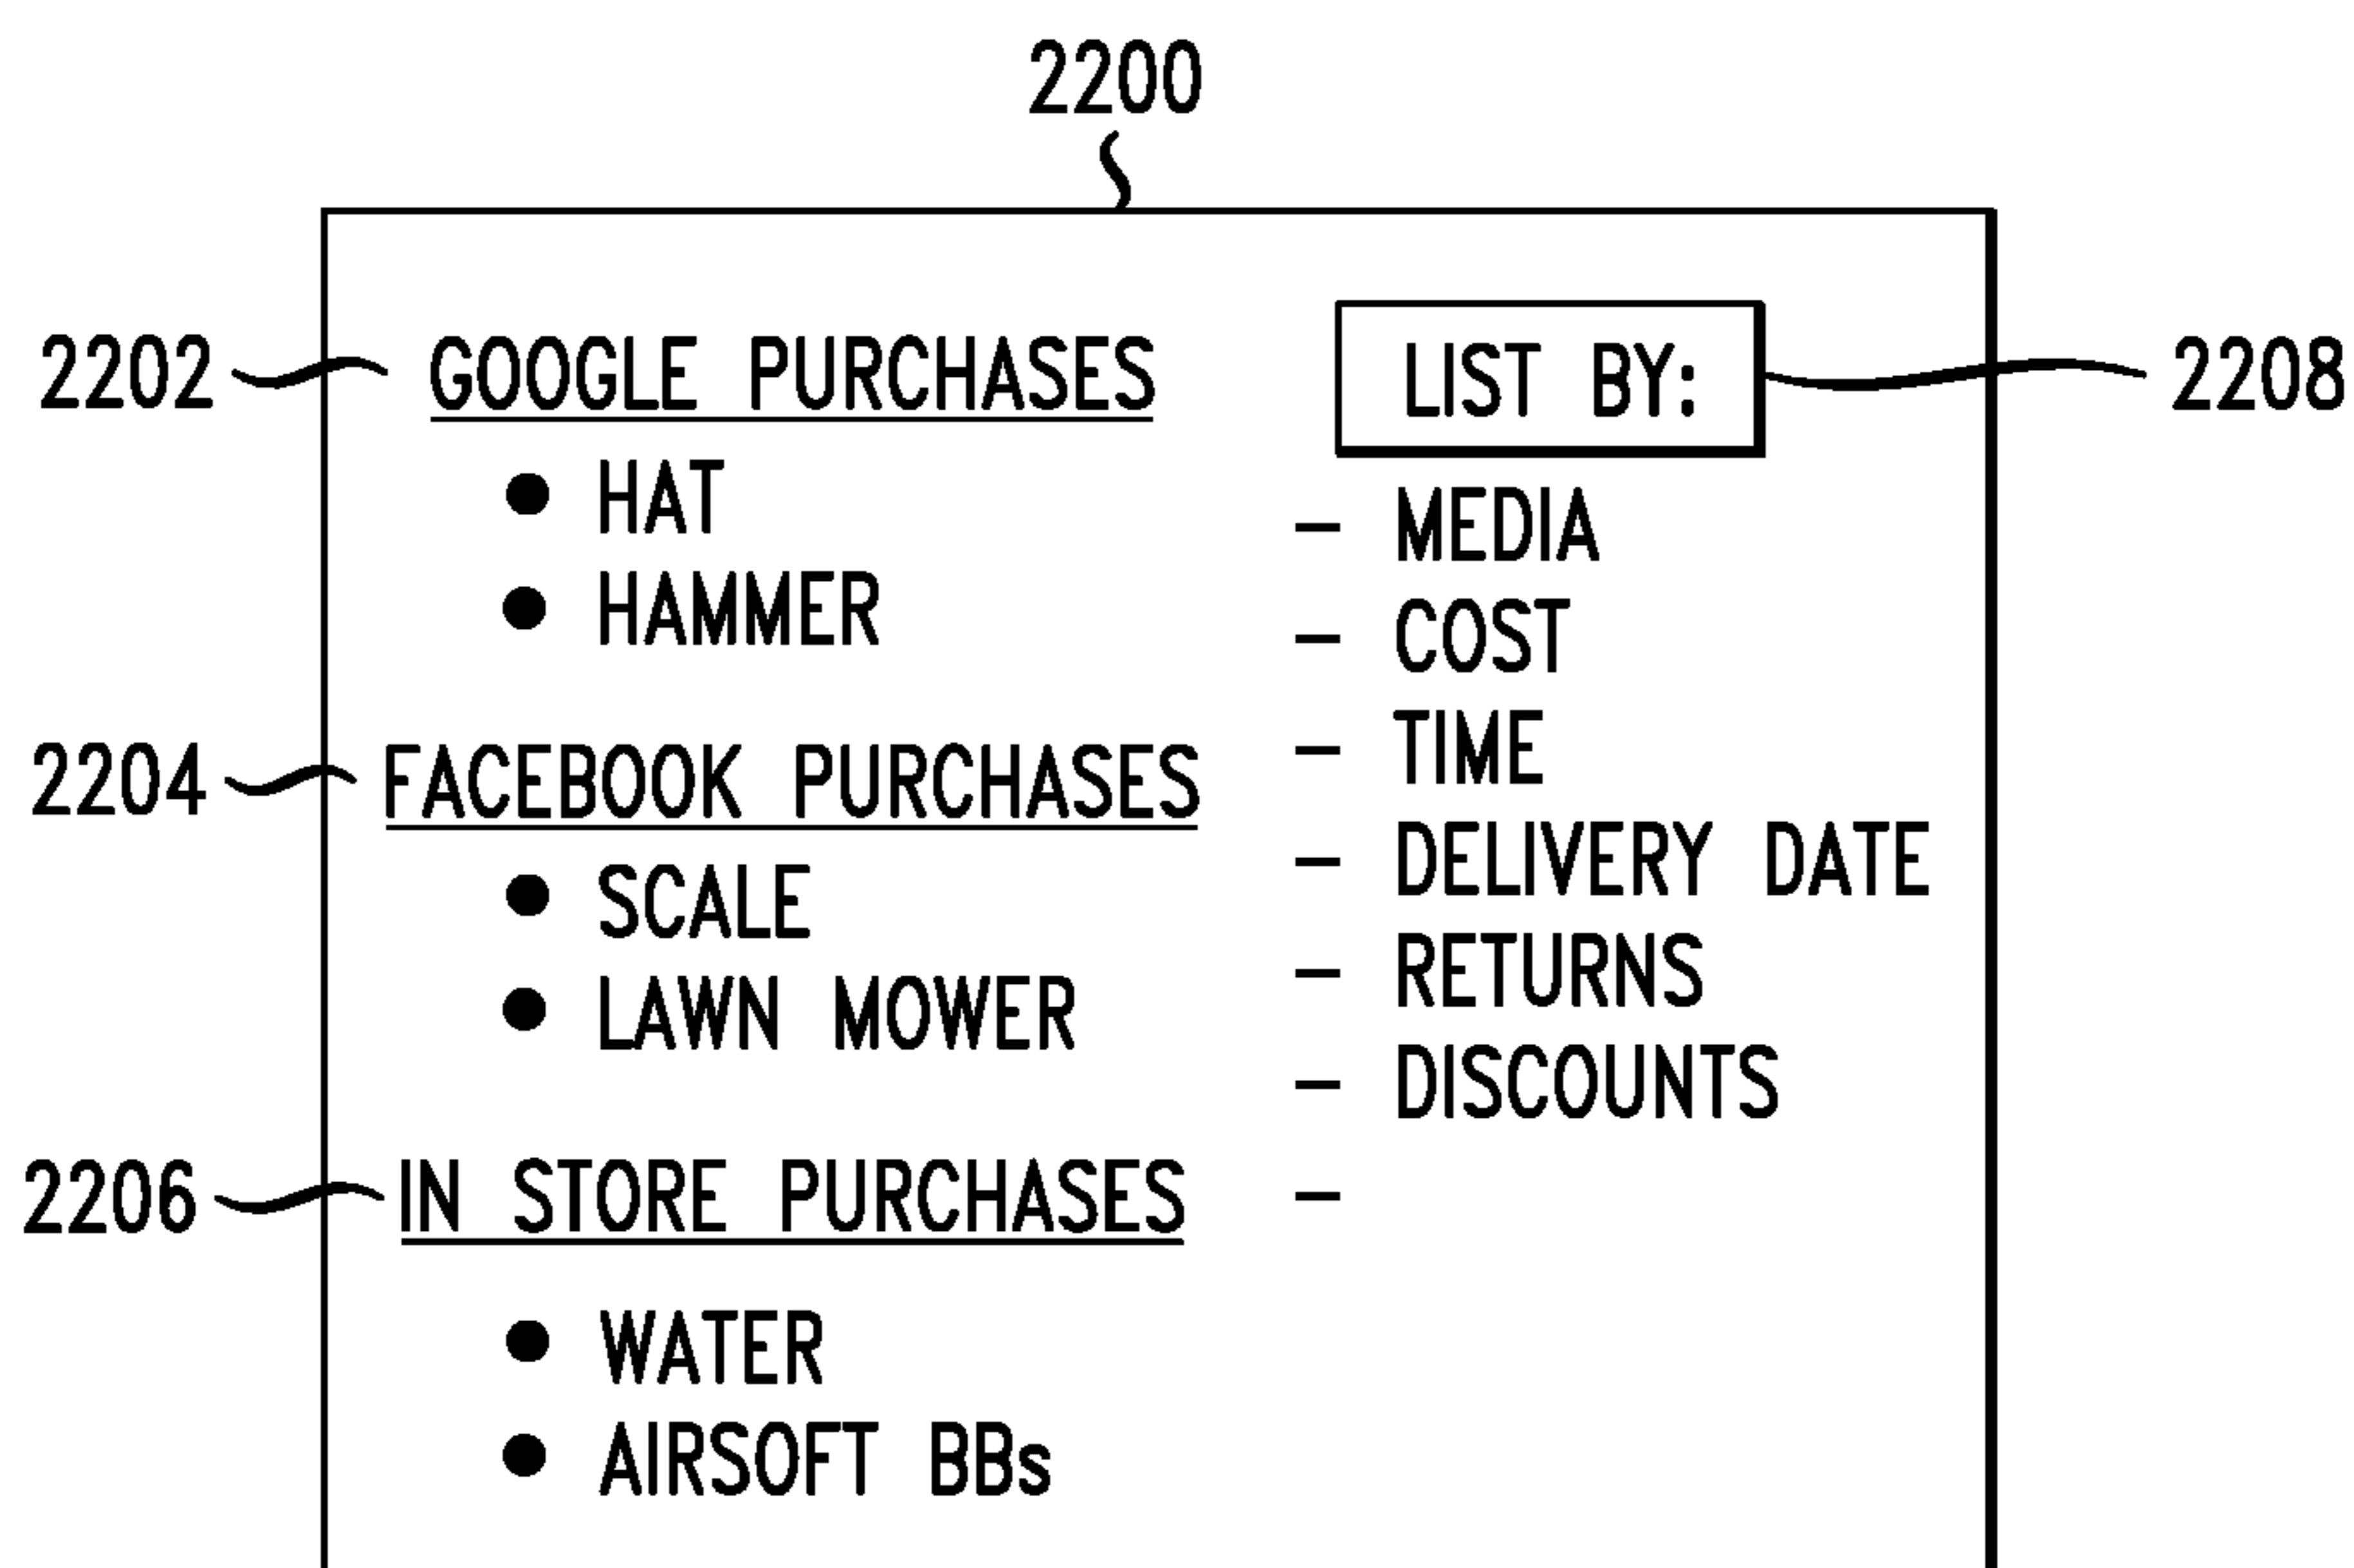 2200
2202
GOOGLE PURCHASES
● HAT
● HAMMER
2204
FACEBOOK PURCHASES
● SCALE
● LAWN MOWER
2206
IN STORE PURCHASES
● WATER
● AIRSOFT BBs
LIST BY:
2208
– MEDIA
– COST
– TIME
– DELIVERY DATE
– RETURNS
– DISCOUNTS
–